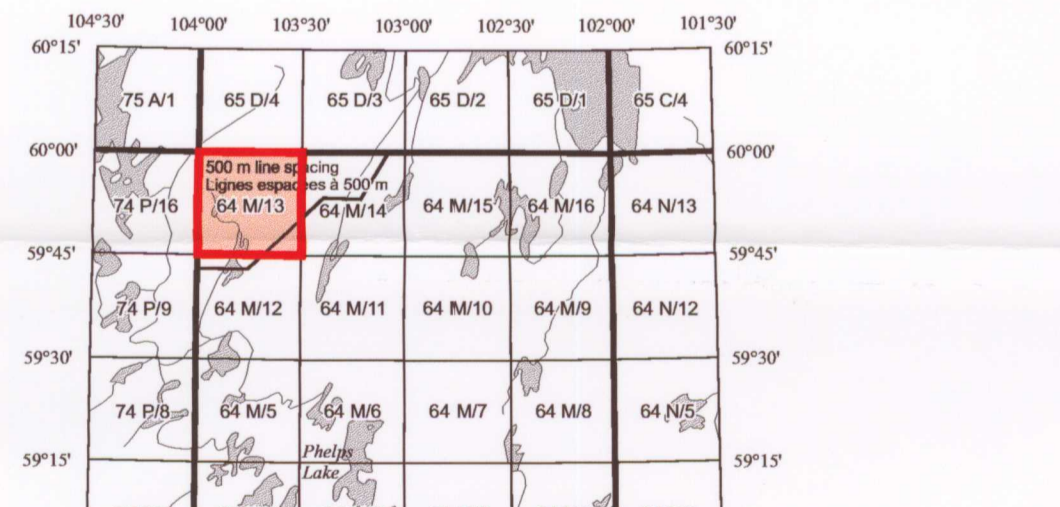 104°30' 104°00' 103°30' 103°00' 102°30' 102°00' 101°30'
60°15' 60°15'
75 A/1 65 D/4 65 D/3 65 D/2 65 D/1 65 C/4
60°00' 60°00'
500 m line spacing
Lignes espacées à 500 m
74 P/16 64 M/13 64 M/14 64 M/15 64 M/16 64 N/13
59°45' 59°45'
74 P/9 64 M/12 64 M/11 64 M/10 64 M/9 64 N/12
59°30' 59°30'
74 P/8 64 M/5 64 M/6 64 M/7 64 M/8 64 N/5
Phelps
Lake
59°15' 59°15'